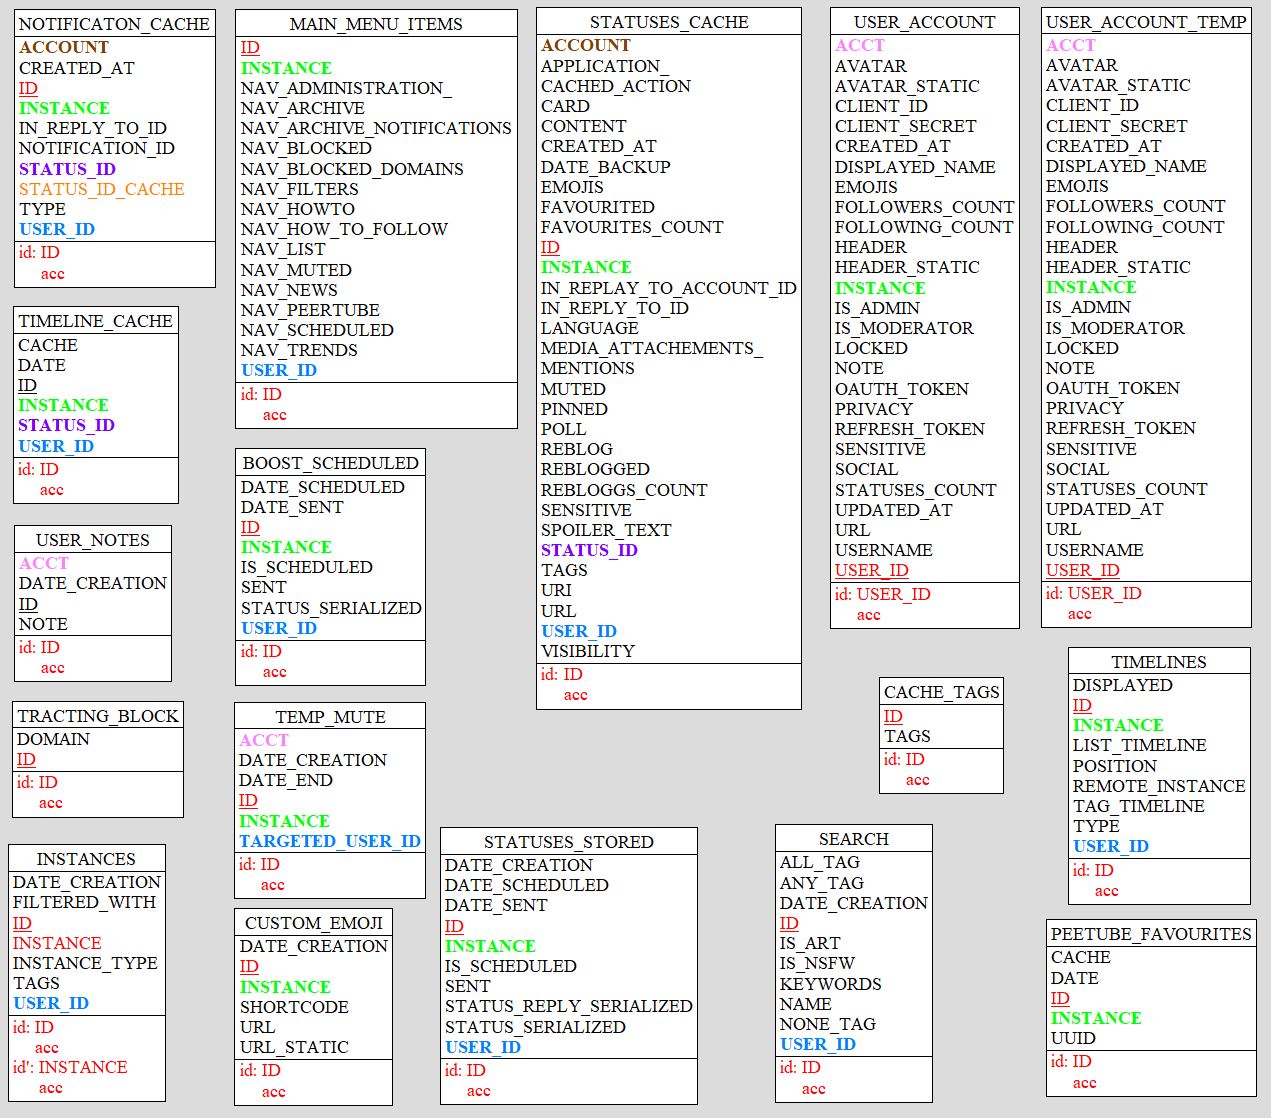 NOTIFICATON_CACHE
ACCOUNT
CREATED_AT
ID
INSTANCE
IN_REPLY_TO_ID
NOTIFICATION_ID
STATUS_ID
STATUS_ID_CACHE
TYPE
USER_ID
id: ID
acc
TIMELINE_CACHE
CACHE
DATE
ID
INSTANCE
STATUS_ID
USER_ID
id: ID
acc
USER_NOTES
ACCT
DATE_CREATION
ID
NOTE
id: ID
acc
TRACTING_BLOCK
DOMAIN
ID
id: ID
acc
INSTANCES
DATE_CREATION
FILTERED_WITH
ID
INSTANCE
INSTANCE_TYPE
TAGS
USER_ID
id: ID
acc
id': INSTANCE
acc
MAIN_MENU_ITEMS
ID
INSTANCE
NAV_ADMINISTRATION_
NAV_ARCHIVE
NAV_ARCHIVE_NOTIFICATIONS
NAV_BLOCKED
NAV_BLOCKED_DOMAINS
NAV_FILTERS
NAV_HOWTO
NAV_HOW_TO_FOLLOW
NAV_LIST
NAV_MUTED
NAV_NEWS
NAV_PEERTUBE
NAV_SCHEDULED
NAV_TRENDS
USER_ID
id: ID
acc
BOOST_SCHEDULED
DATE_SCHEDULED
DATE_SENT
ID
INSTANCE
IS_SCHEDULED
SENT
STATUS_SERIALIZED
USER_ID
id: ID
acc
TEMP_MUTE
ACCT
DATE_CREATION
DATE_END
ID
INSTANCE
TARGETED_USER_ID
id: ID
acc
CUSTOM_EMOJI
DATE_CREATION
ID
INSTANCE
SHORTCODE
URL
URL_STATIC
id: ID
acc
STATUSES_CACHE
ACCOUNT
APPLICATION_
CACHED_ACTION
CARD
CONTENT
CREATED_AT
DATE_BACKUP
EMOJIS
FAVOURITED
FAVOURITES_COUNT
ID
INSTANCE
IN_REPLAY_TO_ACCOUNT_ID
IN_REPLY_TO_ID
LANGUAGE
MEDIA_ATTACHEMENTS_
MENTIONS
MUTED
PINNED
POLL
REBLOG
REBLOGGED
REBLOGGS_COUNT
SENSITIVE
SPOILER_TEXT
STATUS_ID
TAGS
URI
URL
USER_ID
VISIBILITY
id: ID
acc
STATUSES_STORED
DATE_CREATION
DATE_SCHEDULED
DATE_SENT
ID
INSTANCE
IS_SCHEDULED
SENT
STATUS_REPLY_SERIALIZED
STATUS_SERIALIZED
USER_ID
id: ID
acc
USER_ACCOUNT
ACCT
AVATAR
AVATAR_STATIC
CLIENT_ID
CLIENT_SECRET
CREATED_AT
DISPLAYED_NAME
EMOJIS
FOLLOWERS_COUNT
FOLLOWING_COUNT
HEADER
HEADER_STATIC
INSTANCE
IS_ADMIN
IS_MODERATOR
LOCKED
NOTE
OAUTH_TOKEN
PRIVACY
REFRESH_TOKEN
SENSITIVE
SOCIAL
STATUSES_COUNT
UPDATED_AT
URL
USERNAME
USER_ID
id: USER_ID
acc
CACHE_TAGS
ID
TAGS
id: ID
acc
SEARCH
ALL_TAG
ANY_TAG
DATE_CREATION
ID
IS_ART
IS_NSFW
KEYWORDS
NAME
NONE_TAG
USER_ID
id: ID
acc
USER_ACCOUNT_TEMP
ACCT
AVATAR
AVATAR_STATIC
CLIENT_ID
CLIENT_SECRET
CREATED_AT
DISPLAYED_NAME
EMOJIS
FOLLOWERS_COUNT
FOLLOWING_COUNT
HEADER
HEADER_STATIC
INSTANCE
IS_ADMIN
IS_MODERATOR
LOCKED
NOTE
OAUTH_TOKEN
PRIVACY
REFRESH_TOKEN
SENSITIVE
SOCIAL
STATUSES_COUNT
UPDATED_AT
URL
USERNAME
USER_ID
id: USER_ID
acc
TIMELINES
DISPLAYED
ID
INSTANCE
LIST_TIMELINE
POSITION
REMOTE_INSTANCE
TAG_TIMELINE
TYPE
USER_ID
id: ID
acc
PEETUBE_FAVOURITES
CACHE
DATE
ID
INSTANCE
UUID
id: ID
acc